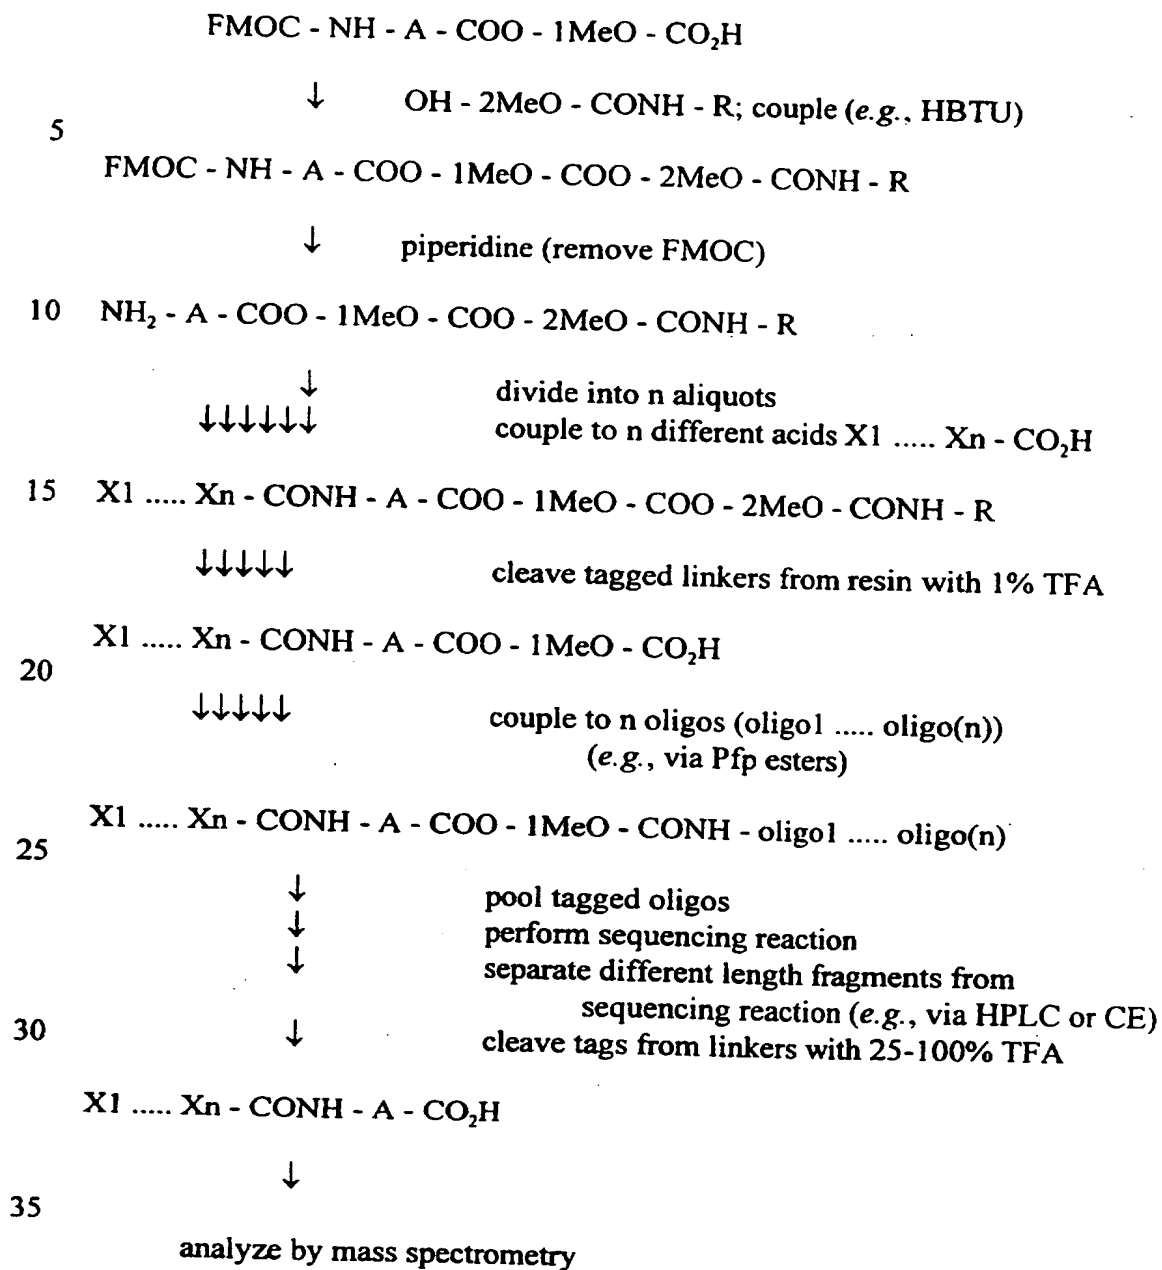 FMOC - NH - A - COO - 1MeO - CO₂H
↓ OH - 2MeO - CONH - R; couple (e.g., HBTU)
5
FMOC - NH - A - COO - 1MeO - COO - 2MeO - CONH - R
↓ piperidine (remove FMOC)
10 NH₂ - A - COO - 1MeO - COO - 2MeO - CONH - R
↓ divide into n aliquots
↓↓↓↓↓↓ couple to n different acids X1 ..... Xn - CO₂H
15 X1 ..... Xn - CONH - A - COO - 1MeO - COO - 2MeO - CONH - R
↓↓↓↓↓ cleave tagged linkers from resin with 1% TFA
X1 ..... Xn - CONH - A - COO - 1MeO - CO₂H
20
↓↓↓↓↓ couple to n oligos (oligo1 ..... oligo(n))
(e.g., via Pfp esters)
X1 ..... Xn - CONH - A - COO - 1MeO - CONH - oligo1 ..... oligo(n)
25
↓ pool tagged oligos
↓ perform sequencing reaction
↓ separate different length fragments from
sequencing reaction (e.g., via HPLC or CE)
30 ↓ cleave tags from linkers with 25-100% TFA
X1 ..... Xn - CONH - A - CO₂H
↓
35
analyze by mass spectrometry